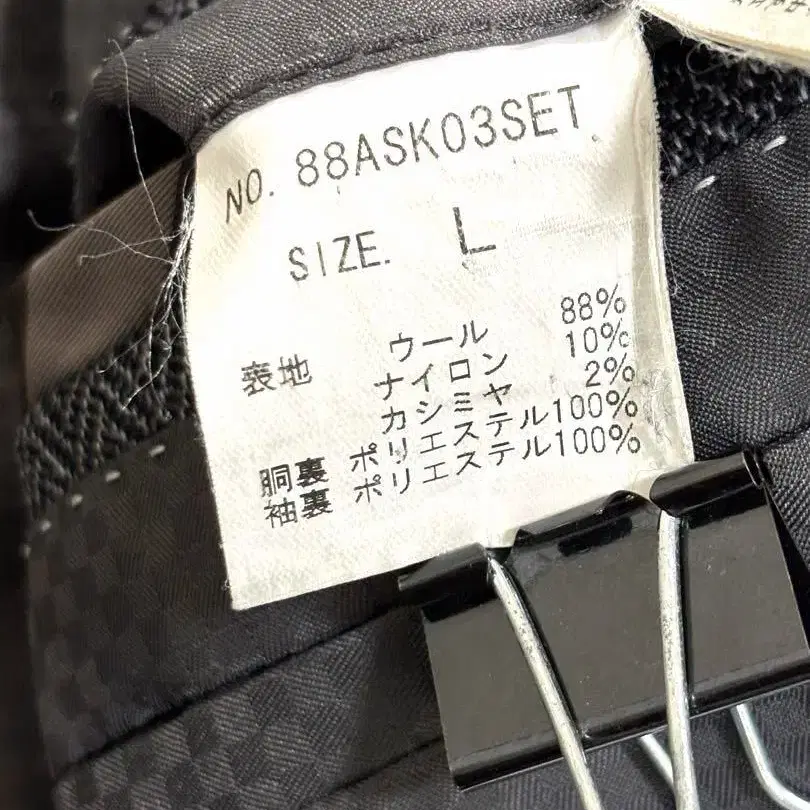 NO. 88ASK03SET
SIZE. L
表地 ウール 88%
ナイロン 10%
カシミヤ 2%
胴裏 ポリエステル100%
袖裏 ポリエステル100%